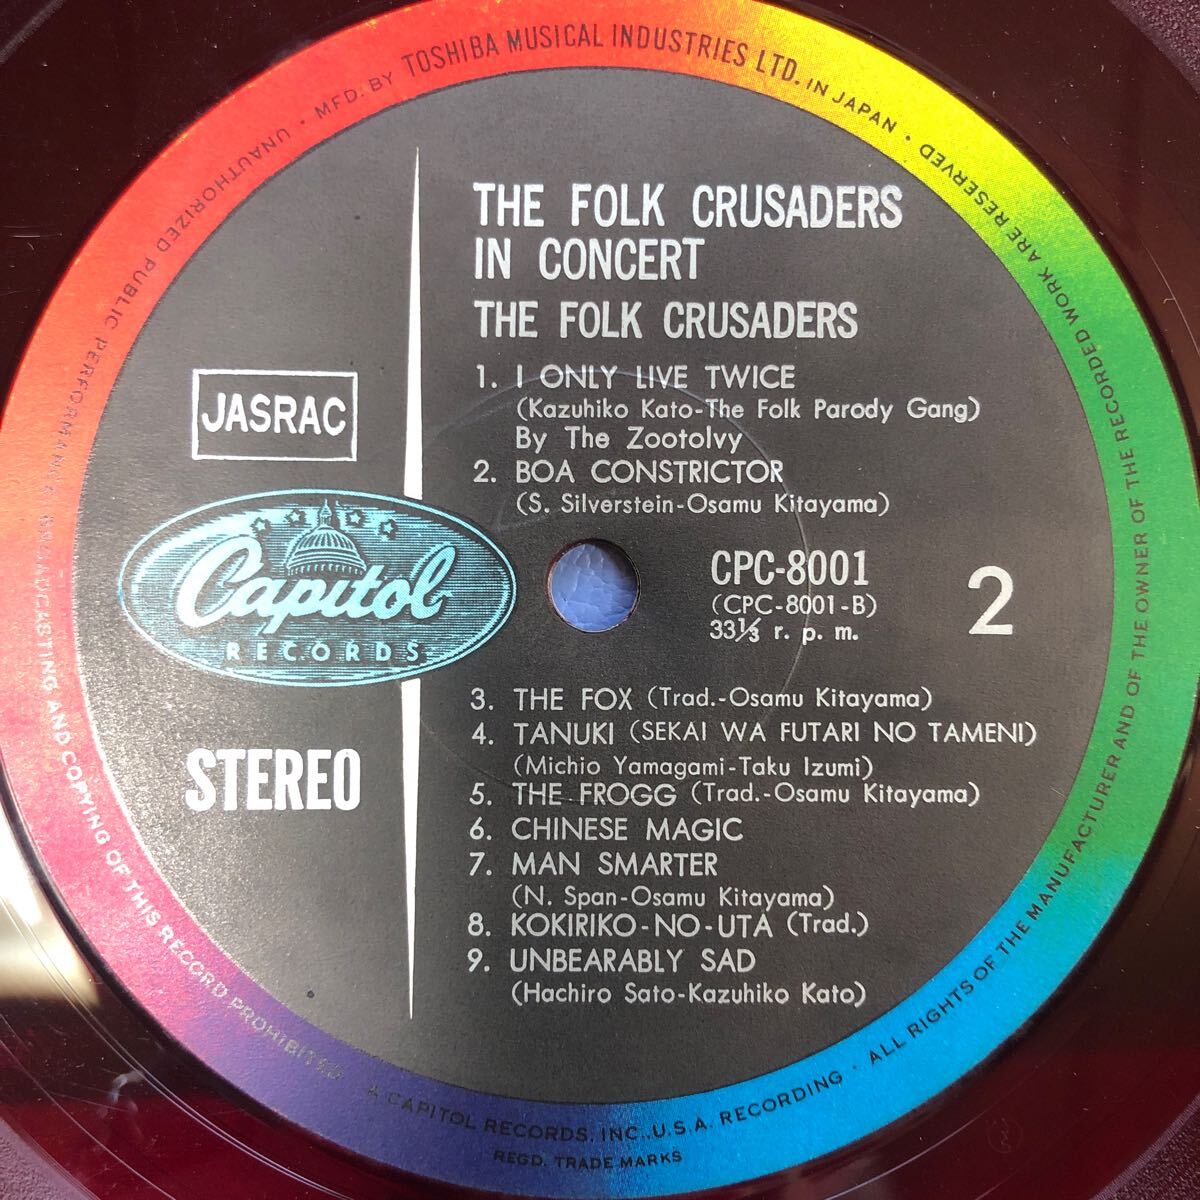 MFD. BY TOSHIBA MUSICAL INDUSTRIES LTD. IN JAPAN • ALL RIGHTS OF THE MANUFACTURER AND OF THE OWNER OF THE RECORDED WORK ARE RESERVED •
UNAUTHORIZED PUBLIC PERFORMANCE BROADCASTING AND COPYING OF THIS RECORD PROHIBITED
A CAPITOL RECORDS, INC., U.S.A. RECORDING •
REGD. TRADE MARKS
THE FOLK CRUSADERS
IN CONCERT
THE FOLK CRUSADERS
1. I ONLY LIVE TWICE
(Kazuhiko Kato-The Folk Parody Gang)
By The Zootolvy
2. BOA CONSTRICTOR
(S. Silverstein-Osamu Kitayama)
JASRAC
Capitol
RECORDS
STEREO
CPC-8001
(CPC-8001-B)
33⅓ r. p. m.
2
3. THE FOX (Trad.-Osamu Kitayama)
4. TANUKI (SEKAI WA FUTARI NO TAMENI)
(Michio Yamagami-Taku Izumi)
5. THE FROGG (Trad.-Osamu Kitayama)
6. CHINESE MAGIC
7. MAN SMARTER
(N. Span-Osamu Kitayama)
8. KOKIRIKO-NO-UTA (Trad.)
9. UNBEARABLY SAD
(Hachiro Sato-Kazuhiko Kato)